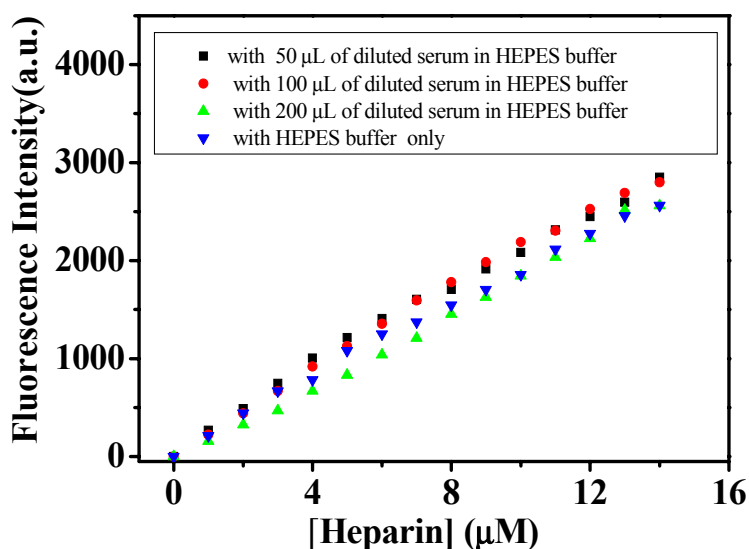 with 50 μL of diluted serum in HEPES buffer
with 100 μL of diluted serum in HEPES buffer
with 200 μL of diluted serum in HEPES buffer
with HEPES buffer only
Fluorescence Intensity(a.u.)
4000
3000
2000
1000
0
0 4 8 12 16
[Heparin] (μM)